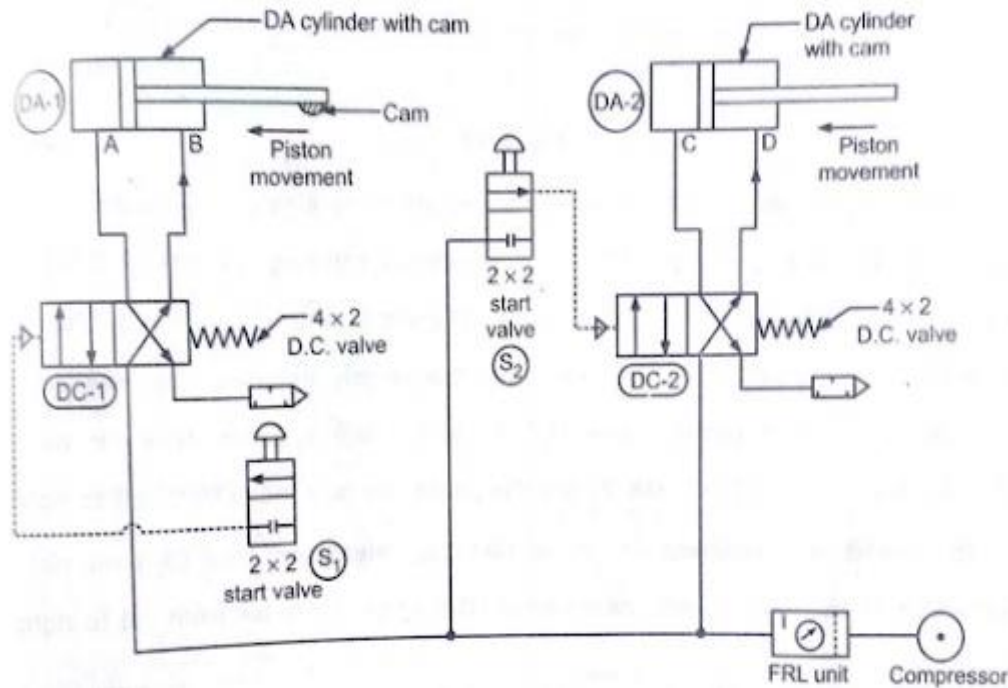 DA cylinder with cam
DA-1
Cam
A
B
Piston
movement
DA cylinder
with cam
DA-2
C
D
Piston
movement
2 × 2
start
valve
S2
4 × 2
D.C. valve
DC-1
4 × 2
D.C. valve
DC-2
2 × 2
start valve
S1
FRL unit
Compressor